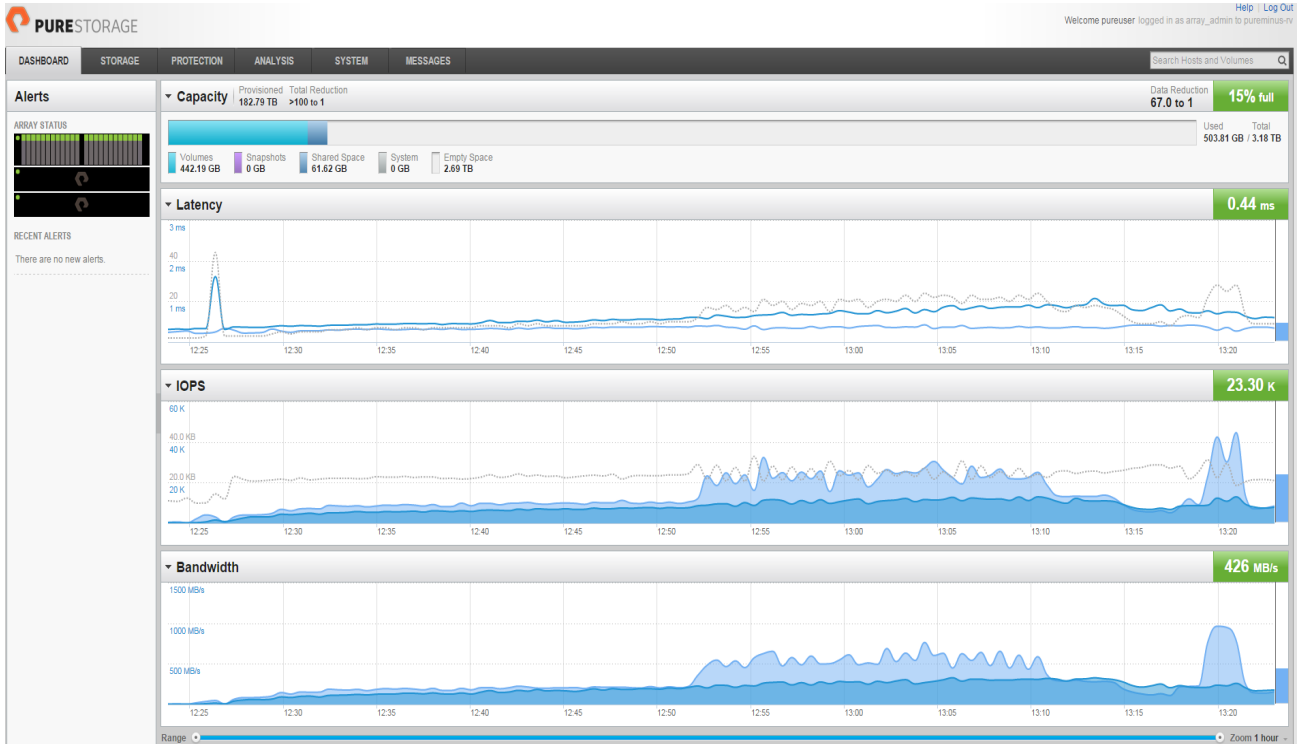 Help | Log Out
PURESTORAGE
Welcome pureuser logged in as array_admin to pureminus-rv
DASHBOARD STORAGE PROTECTION ANALYSIS SYSTEM MESSAGES
Search Hosts and Volumes
Alerts
ARRAY STATUS
RECENT ALERTS
There are no new alerts.
Capacity
Provisioned Total Reduction
182.79 TB >100 to 1
Data Reduction
67.0 to 1
15% full
Used Total
503.81 GB / 3.18 TB
Volumes Snapshots Shared Space System Empty Space
442.19 GB 0 GB 61.62 GB 0 GB 2.69 TB
Latency
0.44 ms
3 ms
40
2 ms
20
1 ms
12:25 12:30 12:35 12:40 12:45 12:50 12:55 13:00 13:05 13:10 13:15 13:20
IOPS
23.30 K
60 K
40.0 KB
40 K
20.0 KB
20 K
12:25 12:30 12:35 12:40 12:45 12:50 12:55 13:00 13:05 13:10 13:15 13:20
Bandwidth
426 MB/s
1500 MB/s
1000 MB/s
500 MB/s
12:25 12:30 12:35 12:40 12:45 12:50 12:55 13:00 13:05 13:10 13:15 13:20
Range
Zoom 1 hour